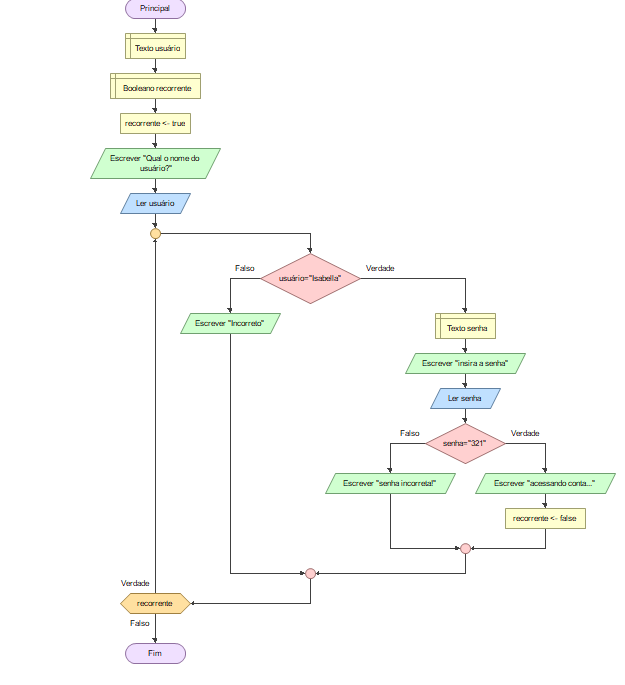 Principal
Texto usuário
Booleano recorrente
recorrente <- true
Escrever "Qual o nome do
usuário?"
Ler usuário
Falso
usuário="Isabella"
Verdade
Escrever "Incorreto"
Texto senha
Escrever "insira a senha"
Ler senha
Falso
senha="321"
Verdade
Escrever "senha incorreta!"
Escrever "acessando conta..."
recorrente <- false
Verdade
recorrente
Falso
Fim